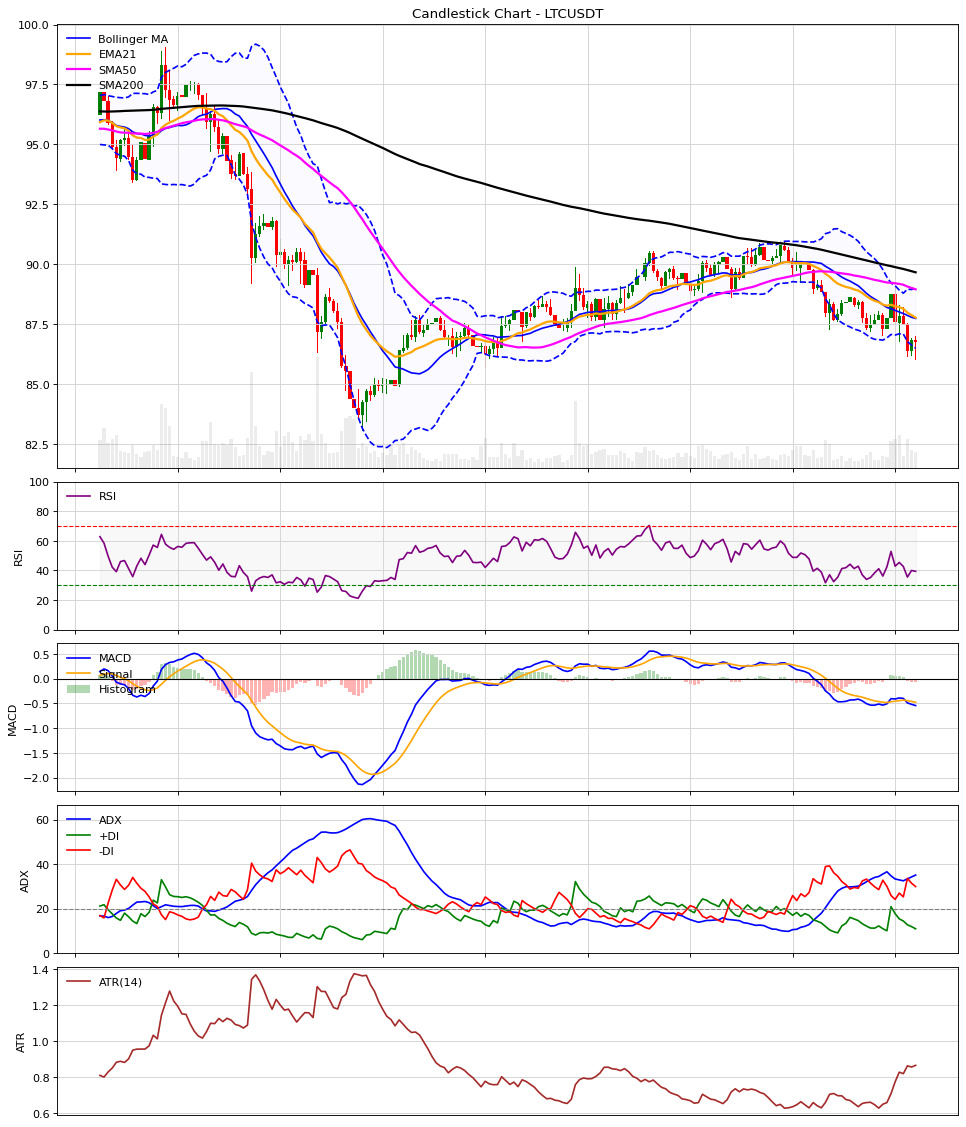 Candlestick Chart - LTCUSDT
100.0
97.5
95.0
92.5
90.0
87.5
85.0
82.5
Bollinger MA
EMA21
SMA50
SMA200
RSI
100
80
60
40
20
0
RSI
MACD
0.5
0.0
−0.5
−1.0
−1.5
−2.0
MACD
Signal
Histogram
ADX
60
40
20
0
ADX
+DI
-DI
ATR
1.4
1.2
1.0
0.8
0.6
ATR(14)